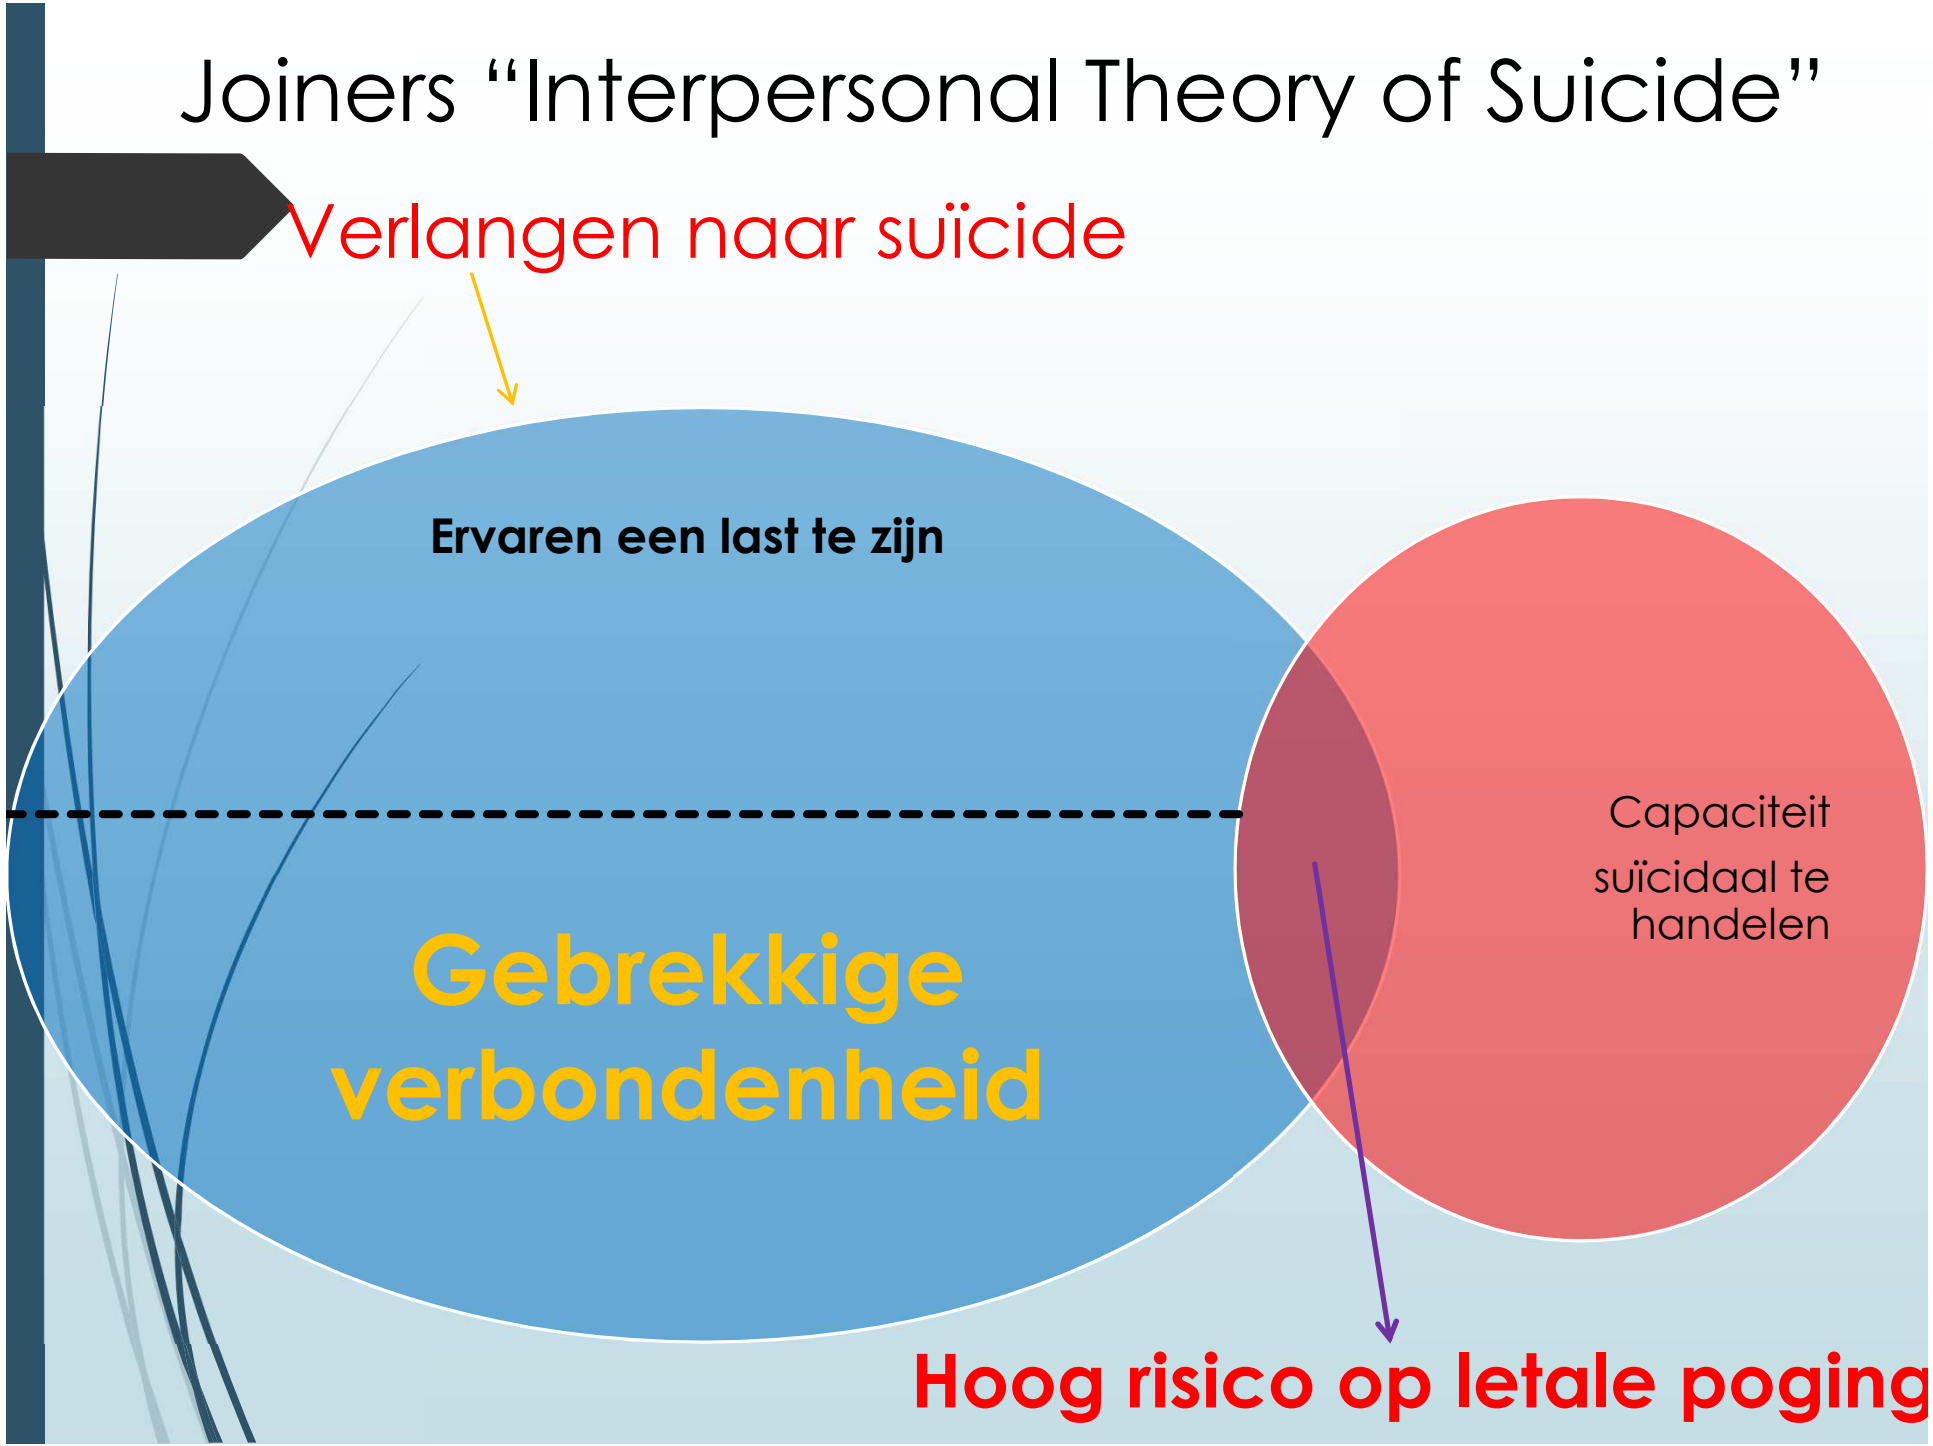 Joiners “Interpersonal Theory of Suicide”
Verlangen naar suïcide
Ervaren een last te zijn
Gebrekkige
verbondenheid
Capaciteit
suïcidaal te
handelen
Hoog risico op letale poging